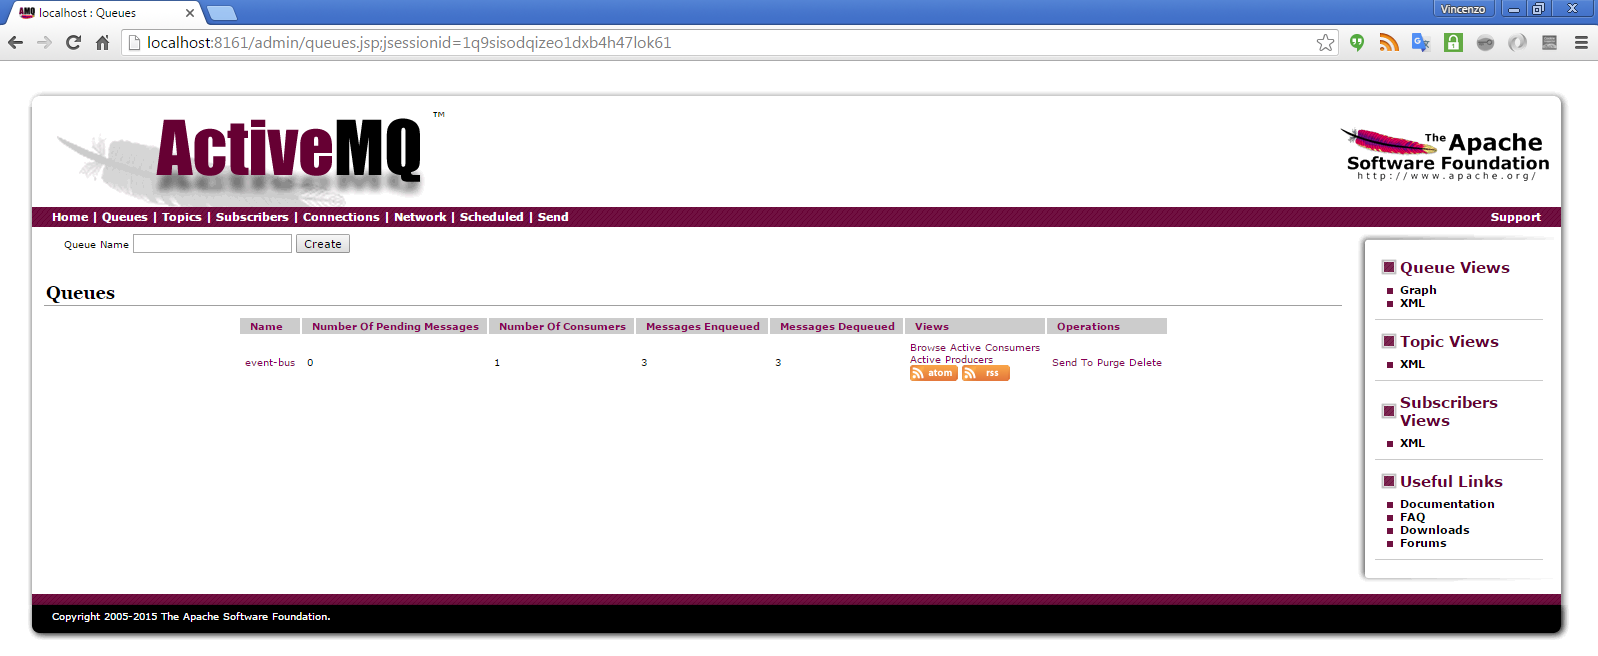 localhost : Queues
Vincenzo
localhost:8161/admin/queues.jsp;jsessionid=1q9sisodqizeo1dxb4h47lok61
ActiveMQ ™
The Apache
Software Foundation
http://www.apache.org/
Home | Queues | Topics | Subscribers | Connections | Network | Scheduled | Send
Support
Queue Name
Create
Queues
Name Number Of Pending Messages Number Of Consumers Messages Enqueued Messages Dequeued Views Operations
event-bus 0 1 3 3
Browse Active Consumers
Active Producers
atom rss
Send To Purge Delete
Queue Views
Graph
XML
Topic Views
XML
Subscribers
Views
XML
Useful Links
Documentation
FAQ
Downloads
Forums
Copyright 2005-2015 The Apache Software Foundation.